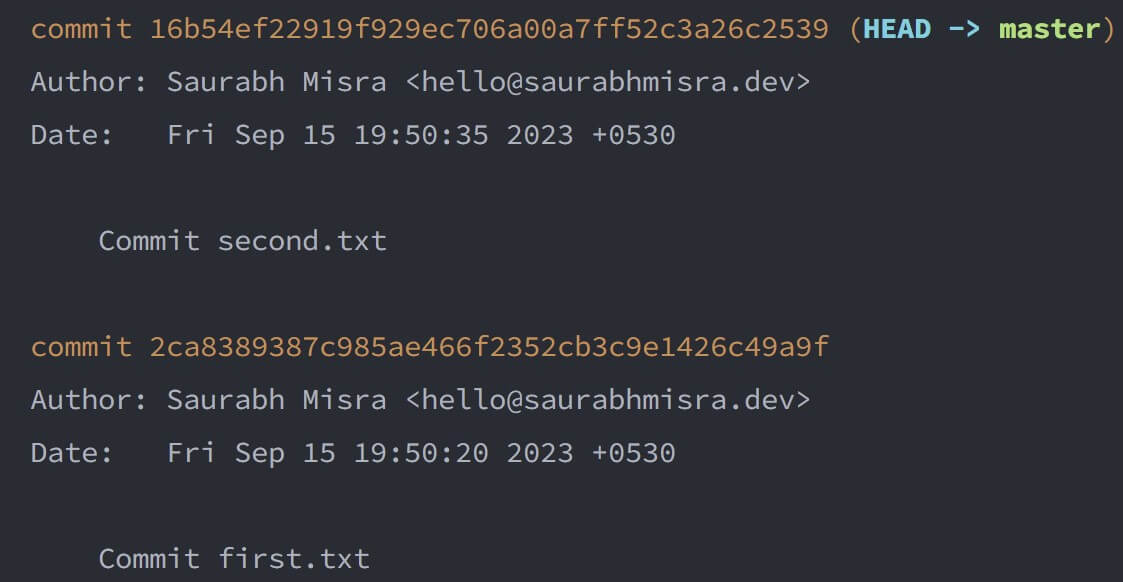 commit 16b54ef22919f929ec706a00a7ff52c3a26c2539 (HEAD -> master)
Author: Saurabh Misra <hello@saurabhmisra.dev>
Date:   Fri Sep 15 19:50:35 2023 +0530
Commit second.txt
commit 2ca8389387c985ae466f2352cb3c9e1426c49a9f
Author: Saurabh Misra <hello@saurabhmisra.dev>
Date:   Fri Sep 15 19:50:20 2023 +0530
Commit first.txt